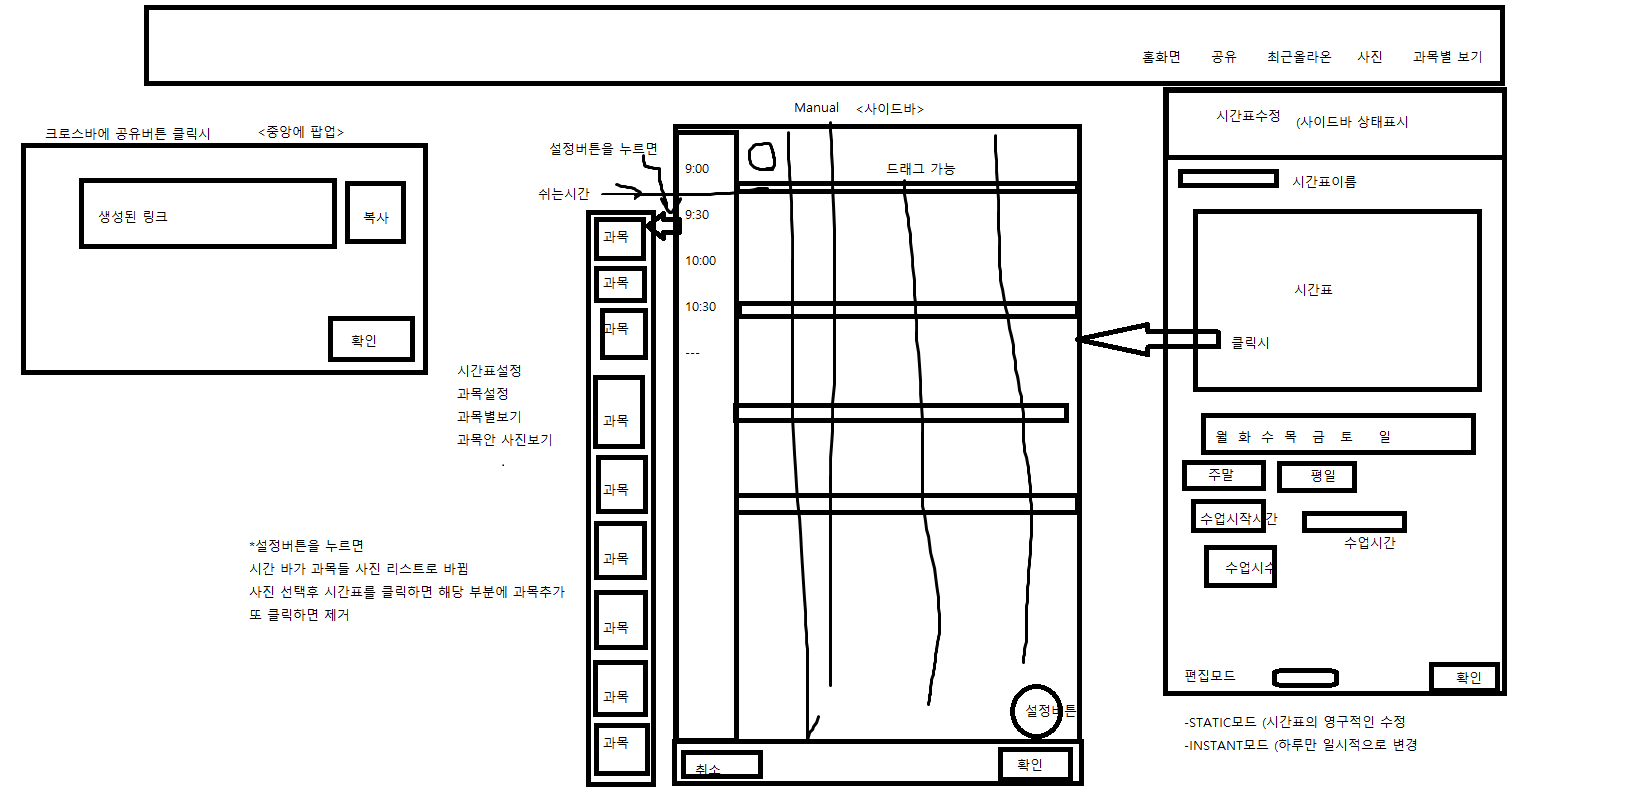 홈화면 공유 최근올라온 사진 과목별 보기
크로스바에 공유버튼 클릭시 <중앙에 팝업>
생성된 링크
복사
확인
Manual <사이드바>
설정버튼을 누르면
쉬는시간
9:00
9:30
10:00
10:30
---
드래그 가능
과목
과목
과목
과목
과목
과목
과목
과목
과목
시간표설정
과목설정
과목별보기
과목안 사진보기
.
*설정버튼을 누르면
시간 바가 과목들 사진 리스트로 바뀜
사진 선택후 시간표를 클릭하면 해당 부분에 과목추가
또 클릭하면 제거
설정버튼
취소
확인
시간표수정 (사이드바 상태표시
시간표이름
시간표
클릭시
월 화 수 목 금 토 일
주말 평일
수업시작시간
수업시간
수업시수
편집모드
확인
-STATIC모드 (시간표의 영구적인 수정
-INSTANT모드 (하루만 일시적으로 변경